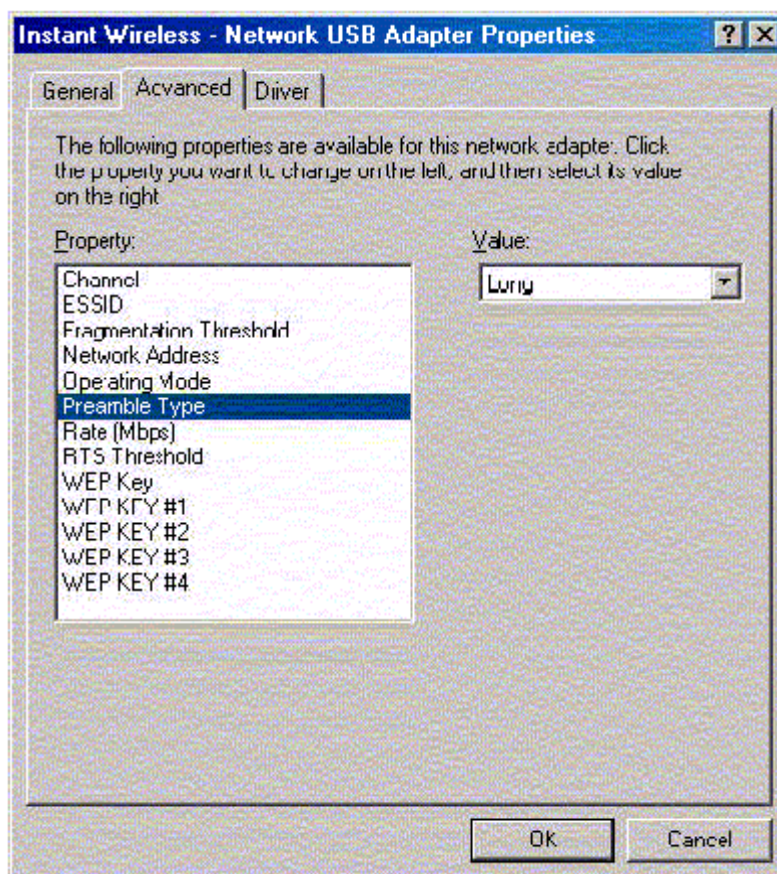 Instant Wireless - Network USB Adapter Properties
General Advanced Driver
The following properties are available for this network adapter. Click
the property you want to change on the left, and then select its value
on the right.
Property:
Value:
Channel
Long
ESSID
Fragmentation Threshold
Network Address
Operating Mode
Preamble Type
Rate (Mbps)
RTS Threshold
WEP Key
WEP KEY #1
WEP KEY #2
WEP KEY #3
WEP KEY #4
OK
Cancel